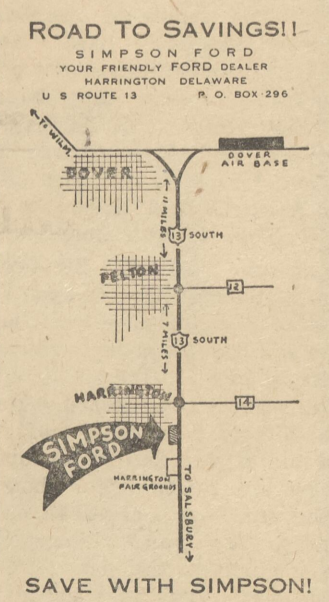 ROAD TO SAVINGS!!
SIMPSON FORD
YOUR FRIENDLY FORD DEALER
HARRINGTON DELAWARE
U S ROUTE 13 P. O. BOX 296
TO WILM.
DOVER
AIR BASE
DOVER
11 MILES
13 SOUTH
FELTON
12
13 SOUTH
7 MILES
HARRINGTON
14
SIMPSON
FORD
HARRINGTON
FAIR GROUNDS
TO SALSBURY
SAVE WITH SIMPSON!